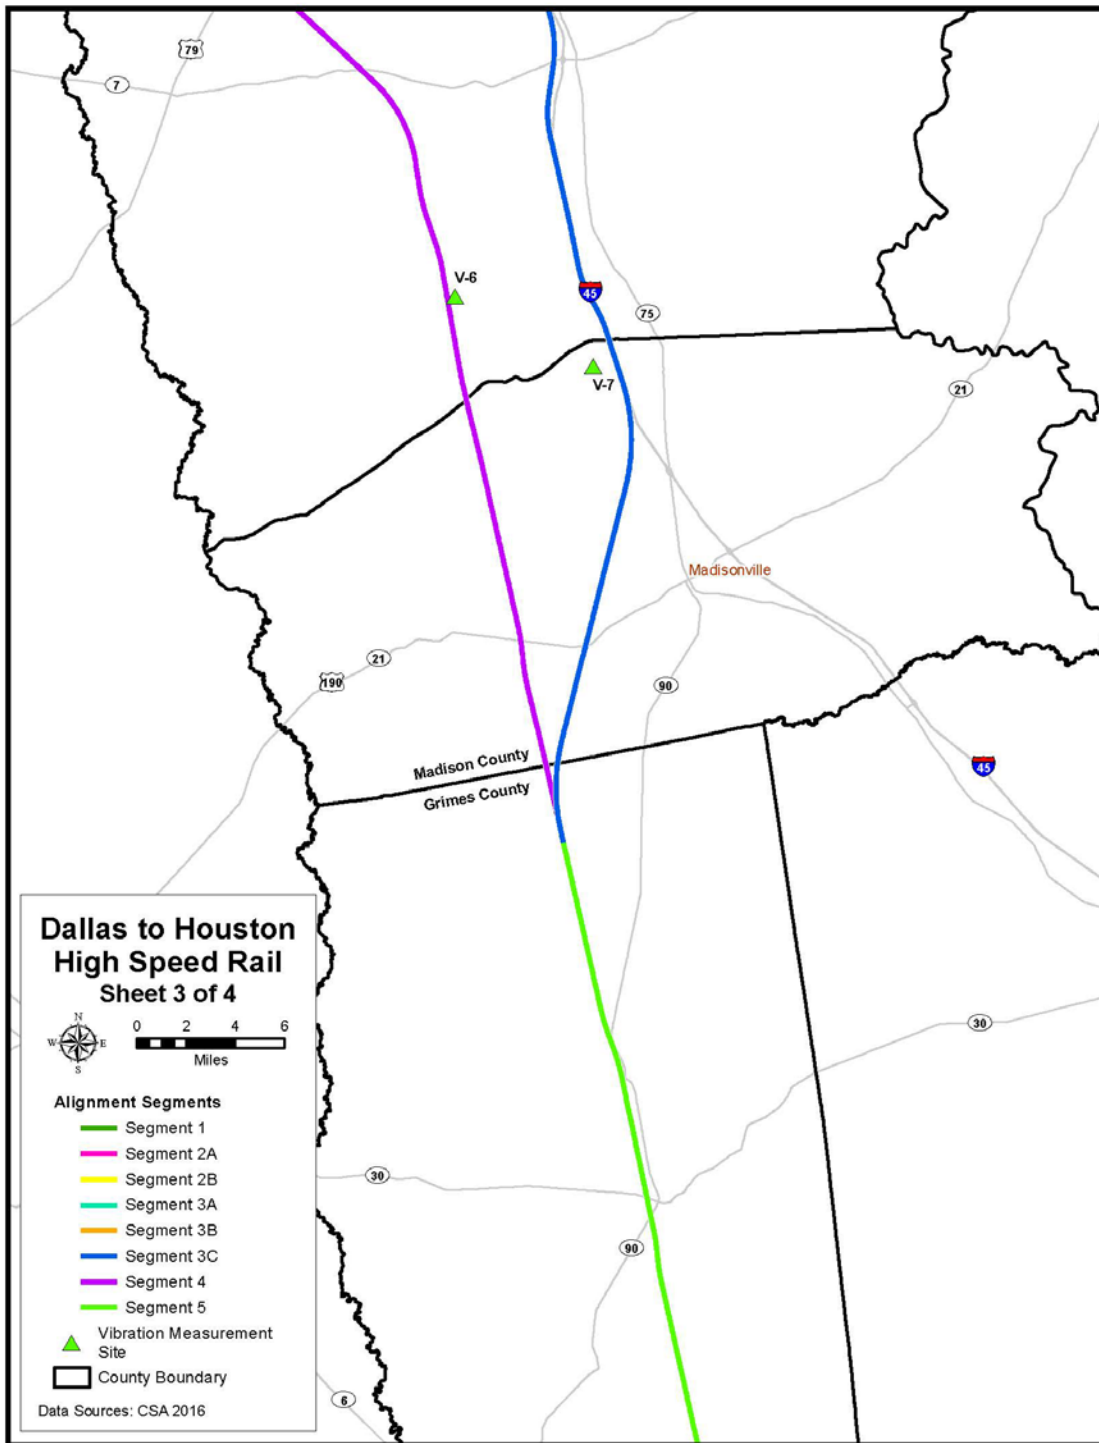 79
7
V-6
45
75
V-7
21
Madisonville
21
190
90
Madison County
Grimes County
45
Dallas to Houston
High Speed Rail
Sheet 3 of 4
N
W E
S
0 2 4 6
Miles
30
Alignment Segments
Segment 1
Segment 2A
Segment 2B
Segment 3A
Segment 3B
Segment 3C
Segment 4
Segment 5
Vibration Measurement
Site
County Boundary
Data Sources: CSA 2016
30
90
6